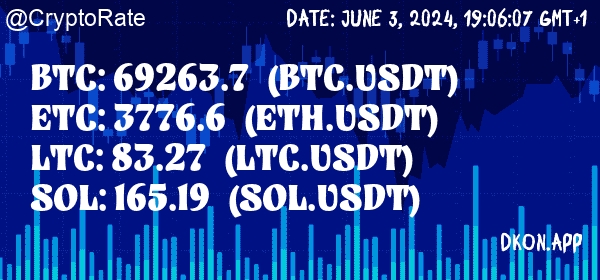 @CryptoRate
DATE: JUNE 3, 2024, 19:06:07 GMT+1
BTC: 69263.7 (BTC.USDT)
ETC: 3776.6 (ETH.USDT)
LTC: 83.27 (LTC.USDT)
SOL: 165.19 (SOL.USDT)
DKON.APP